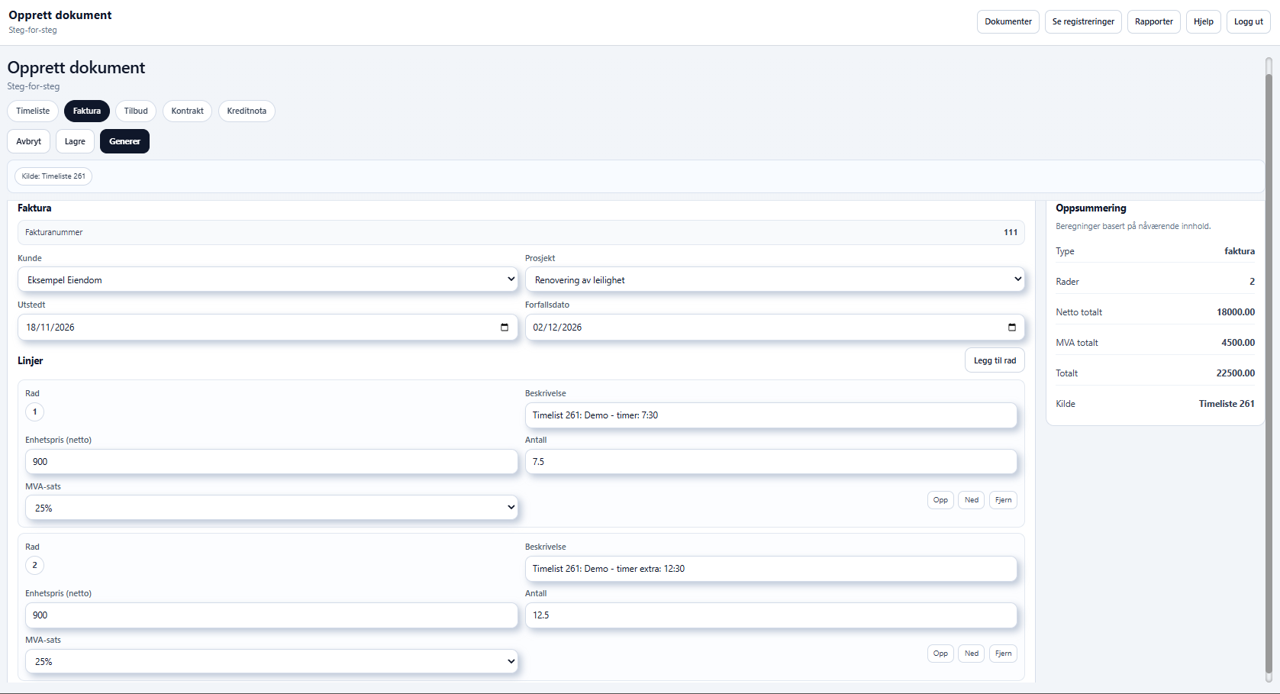 Opprett dokument
Steg-for-steg
Dokumenter Se registreringer Rapporter Hjelp Logg ut
Opprett dokument
Steg-for-steg
Timeliste Faktura Tilbud Kontrakt Kreditnota
Avbryt Lagre Generer
Kilde: Timeliste 261
Faktura
Fakturanummer 111
Kunde Prosjekt
Eksempel Eiendom Renovering av leilighet
Utstedt Forfallsdato
18/11/2026 02/12/2026
Linjer Legg til rad
Rad Beskrivelse
1 Timelist 261: Demo - timer: 7:30
Enhetspris (netto) Antall
900 7.5
MVA-sats
25% Opp Ned Fjern
Rad Beskrivelse
2 Timelist 261: Demo - timer extra: 12:30
Enhetspris (netto) Antall
900 12.5
MVA-sats
25% Opp Ned Fjern
Oppsummering
Beregninger basert på nåværende innhold.
Type faktura
Rader 2
Netto totalt 18000.00
MVA totalt 4500.00
Totalt 22500.00
Kilde Timeliste 261